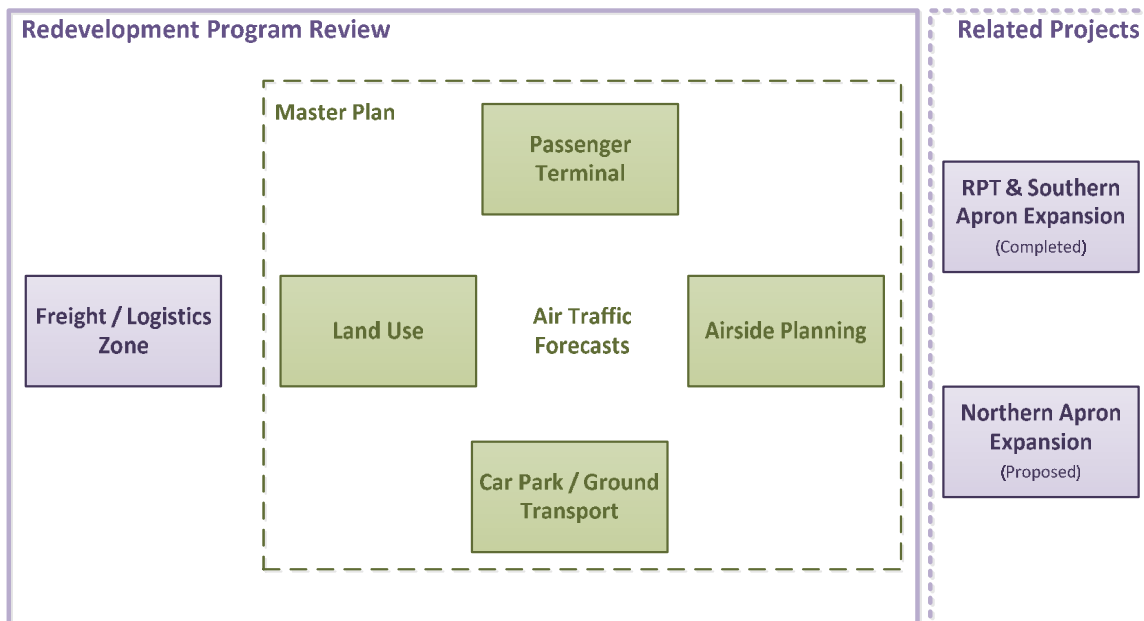 Redevelopment Program Review
Related Projects
Master Plan
Passenger
Terminal
RPT & Southern
Apron Expansion
(Completed)
Freight / Logistics
Zone
Land Use
Air Traffic
Forecasts
Airside Planning
Northern Apron
Expansion
(Proposed)
Car Park / Ground
Transport